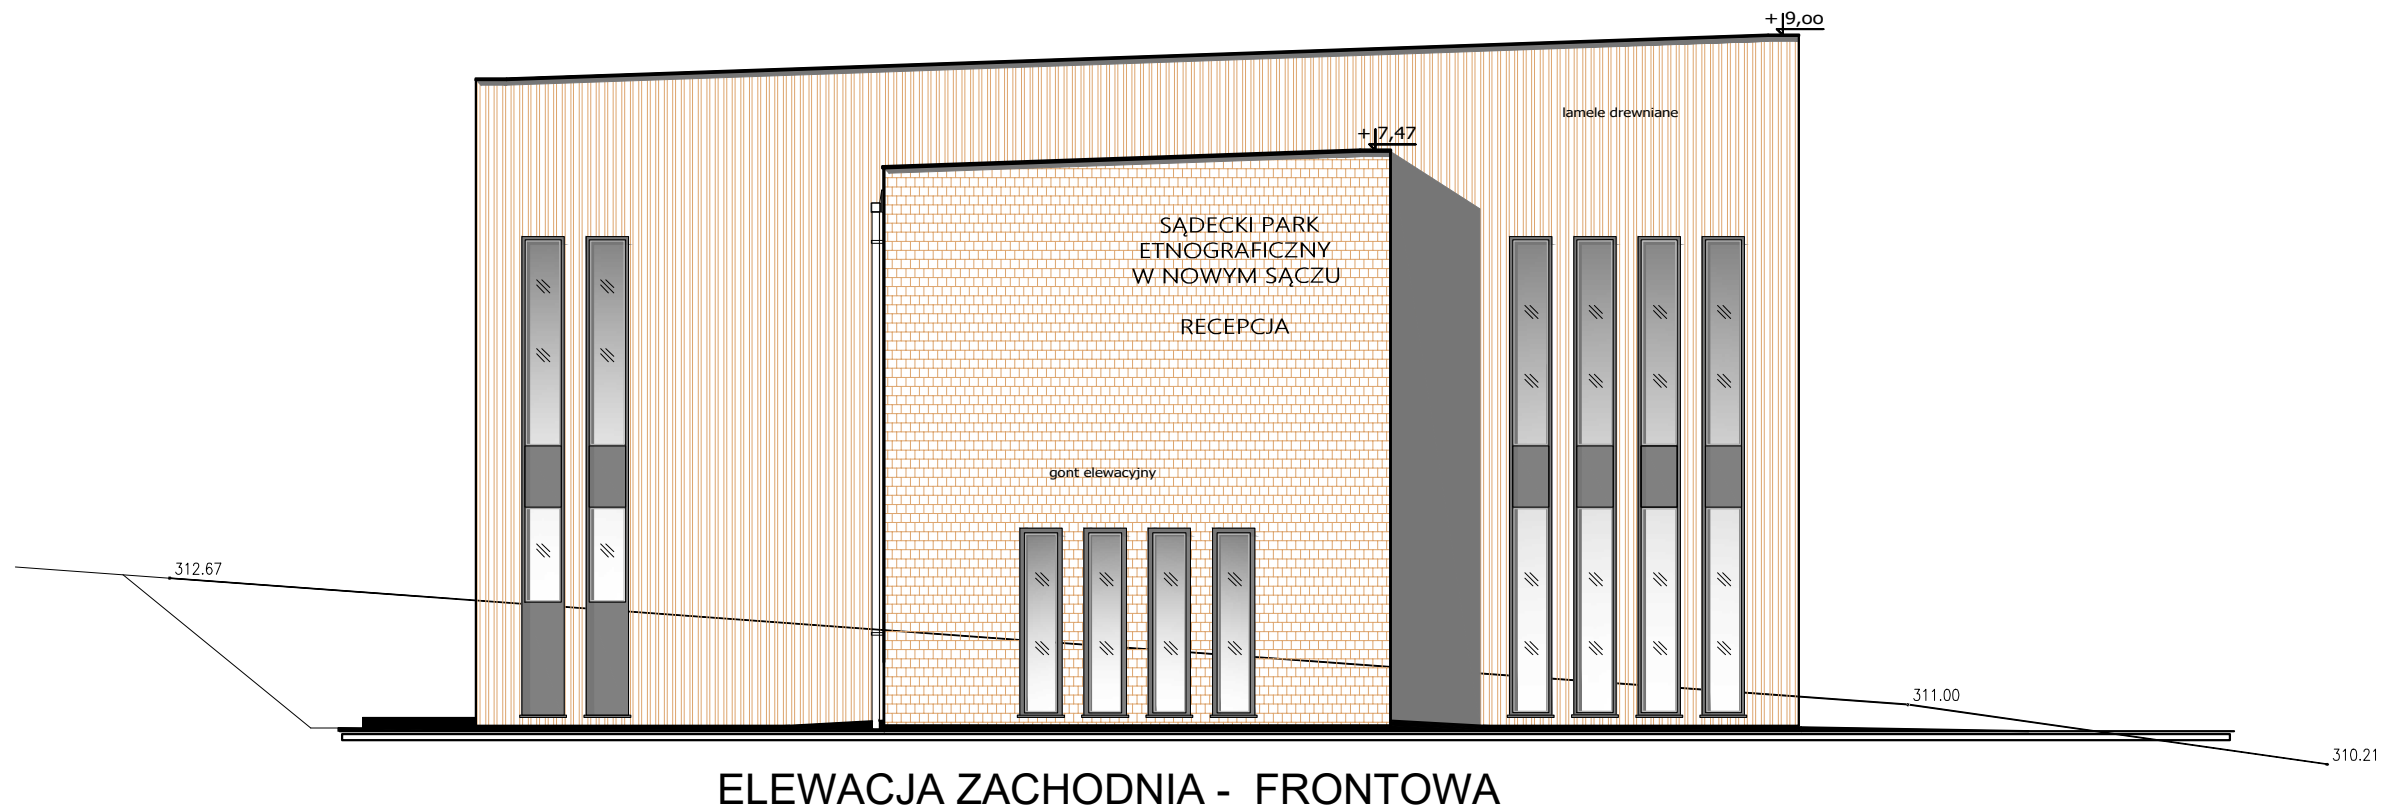 + 9,00
lamele drewniane
+ 7,47
SĄDECKI PARK
ETNOGRAFICZNY
W NOWYM SĄCZU
RECEPCJA
gont elewacyjny
312.67
311.00
310.21
ELEWACJA ZACHODNIA - FRONTOWA